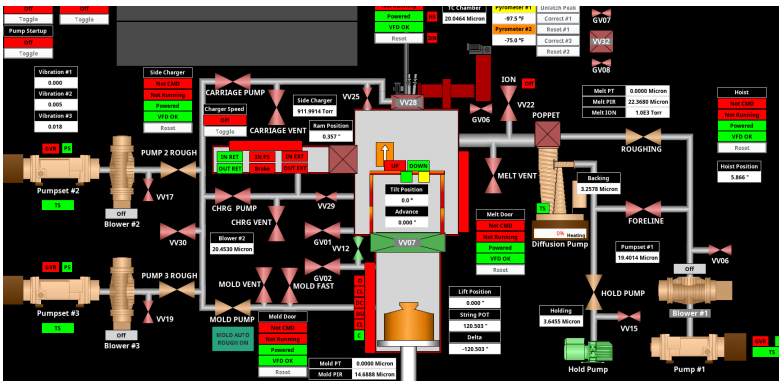 Off
Toggle
Toggle
Pump Startup
Off
Toggle
Vibration #1
0.000
Vibration #2
0.005
Vibration #3
0.018
Side Charger
Not CMD
Not Running
Powered
VFD OK
Reset
CARRIAGE PUMP
Charger Speed
Off
Toggle
CARRIAGE VENT
Side Charger
911.9914 Torr
Ram Position
0.357 "
VV25
VV28
Powered
VFD OK
Reset
TC Chamber
20.0464 Micron
Pyrometer #1
-97.5 °F
Pyrometer #2
-75.0 °F
Unlatch Peak
Correct #1
Reset #1
Correct #2
Reset #2
GV07
VV32
GV08
ION
Off
VV22
GV06
POPPET
Melt PT
0.0000 Micron
Melt PIR
22.3680 Micron
Melt ION
1.0E3 Torr
Hoist
Not CMD
Not Running
Powered
VFD OK
Reset
Hoist Position
5.866 "
ROUGHING
GVR
PS
Pumpset #2
TS
PUMP 2 ROUGH
VV17
Off
Blower #2
IN RET
IN PS
IN EXT
OUT RET
Brake
OUT EXT
UP
DOWN
Tilt Position
0.0 °
Advance
0.000 "
MELT VENT
Backing
3.2578 Micron
TS
0%
Heating
Diffusion Pump
FORELINE
CHRG PUMP
VV29
CHRG VENT
VV30
Blower #2
20.4530 Micron
GV01
VV12
VV07
GV02
Melt Door
Not CMD
Not Running
Powered
VFD OK
Reset
Pumpset #1
19.4014 Micron
VV06
Off
Blower #1
GVR
PS
Pumpset #3
TS
PUMP 3 ROUGH
VV19
Off
Blower #3
MOLD VENT
MOLD FAST
MOLD PUMP
MOLD AUTO
ROUGH ON
Mold Door
Not CMD
Not Running
Powered
VFD OK
Reset
O
CL
DC
DO
CL
C
Mold PT
0.0000 Micron
Mold PIR
14.6888 Micron
Lift Position
0.000 "
String POT
120.503 "
Delta
-120.503 "
HOLD PUMP
Holding
3.6455 Micron
VV15
Hold Pump
Pump #1
GVR
TS